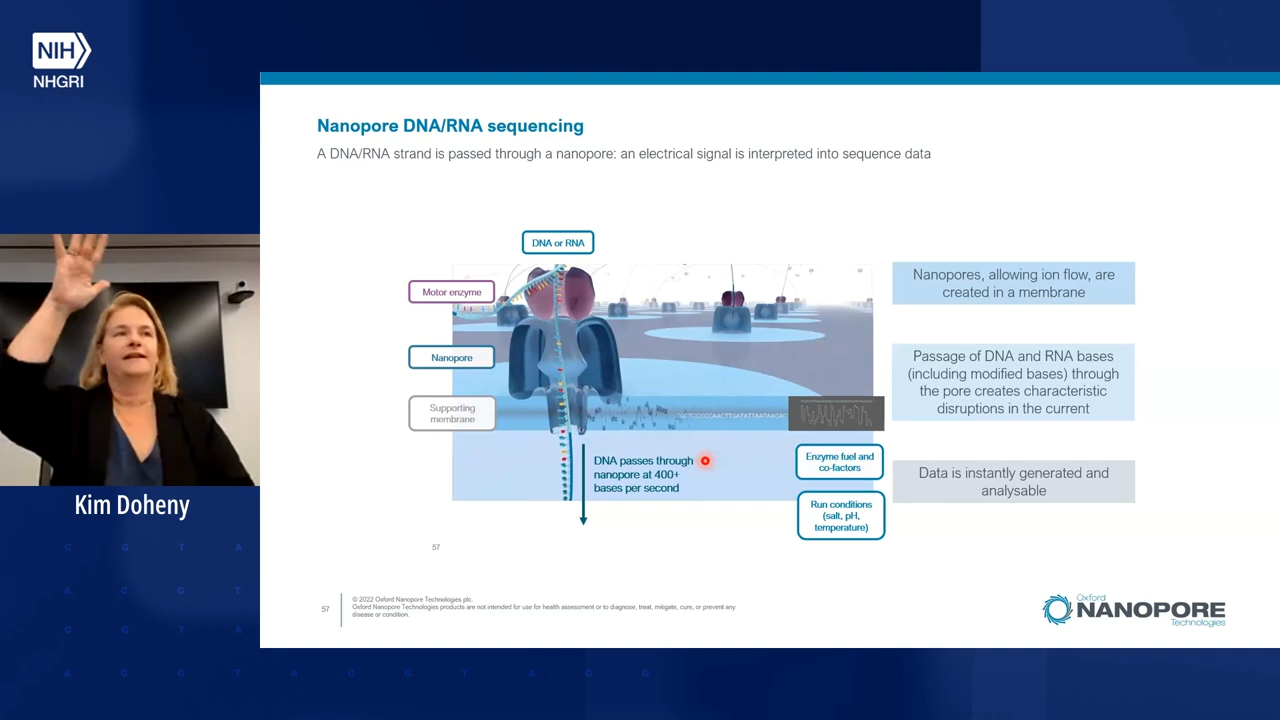 NIH
NHGRI
Nanopore DNA/RNA sequencing
A DNA/RNA strand is passed through a nanopore: an electrical signal is interpreted into sequence data
DNA or RNA
Motor enzyme
Nanopore
Supporting
membrane
DNA passes through
nanopore at 400+
bases per second
Enzyme fuel and
co-factors
Run conditions
(salt, pH,
temperature)
Nanopores, allowing ion flow, are
created in a membrane
Passage of DNA and RNA bases
(including modified bases) through
the pore creates characteristic
disruptions in the current
Data is instantly generated and
analysable
Kim Doheny
57
57
© 2022 Oxford Nanopore Technologies plc.
Oxford Nanopore Technologies products are not intended for use for health assessment or to diagnose, treat, mitigate, cure, or prevent any
disease or condition.
Oxford
NANOPORE
Technologies
C G T A
A C G T
C G T A
A C G T A C G T A C G